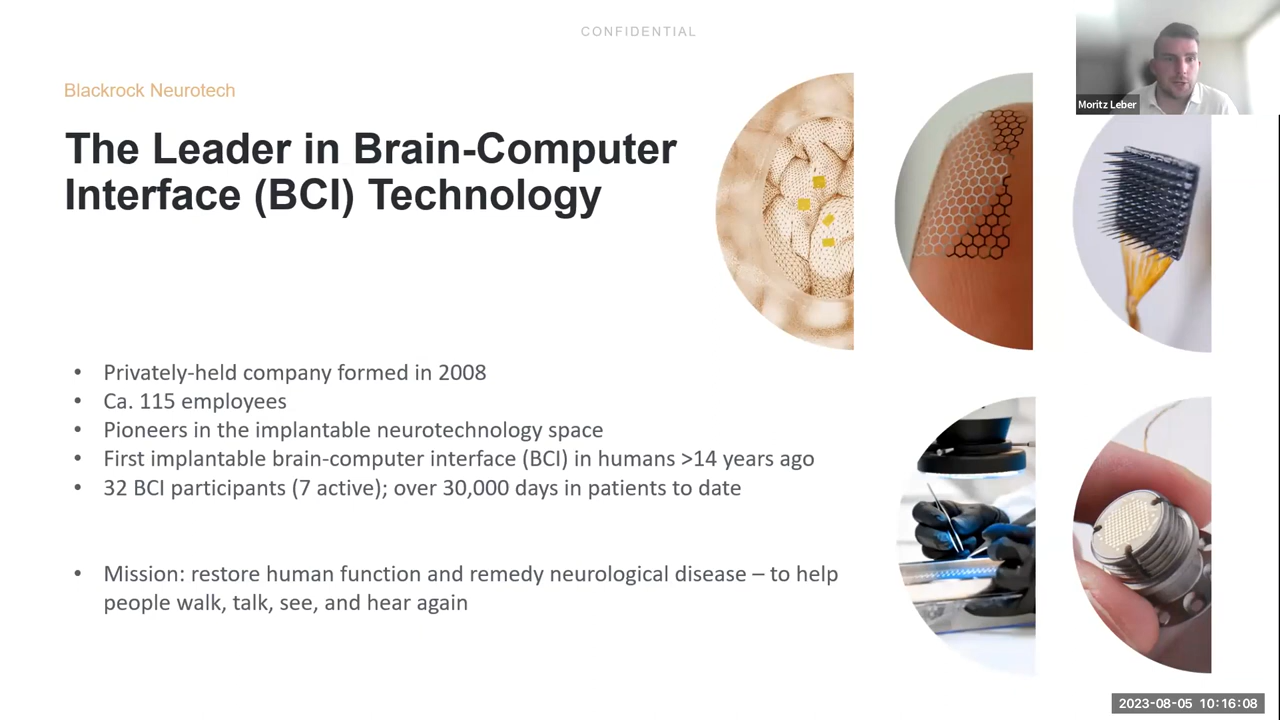 CONFIDENTIAL
Blackrock Neurotech
The Leader in Brain-Computer
Interface (BCI) Technology
Moritz Leber
• Privately-held company formed in 2008
• Ca. 115 employees
• Pioneers in the implantable neurotechnology space
• First implantable brain-computer interface (BCI) in humans >14 years ago
• 32 BCI participants (7 active); over 30,000 days in patients to date
• Mission: restore human function and remedy neurological disease – to help
people walk, talk, see, and hear again
2023-08-05 10:16:08